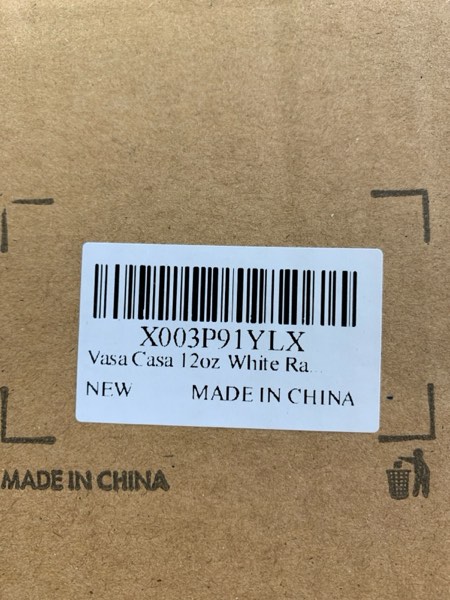 X003P91YLX
Vasa Casa 12oz White Ra...
NEW MADE IN CHINA
MADE IN CHINA